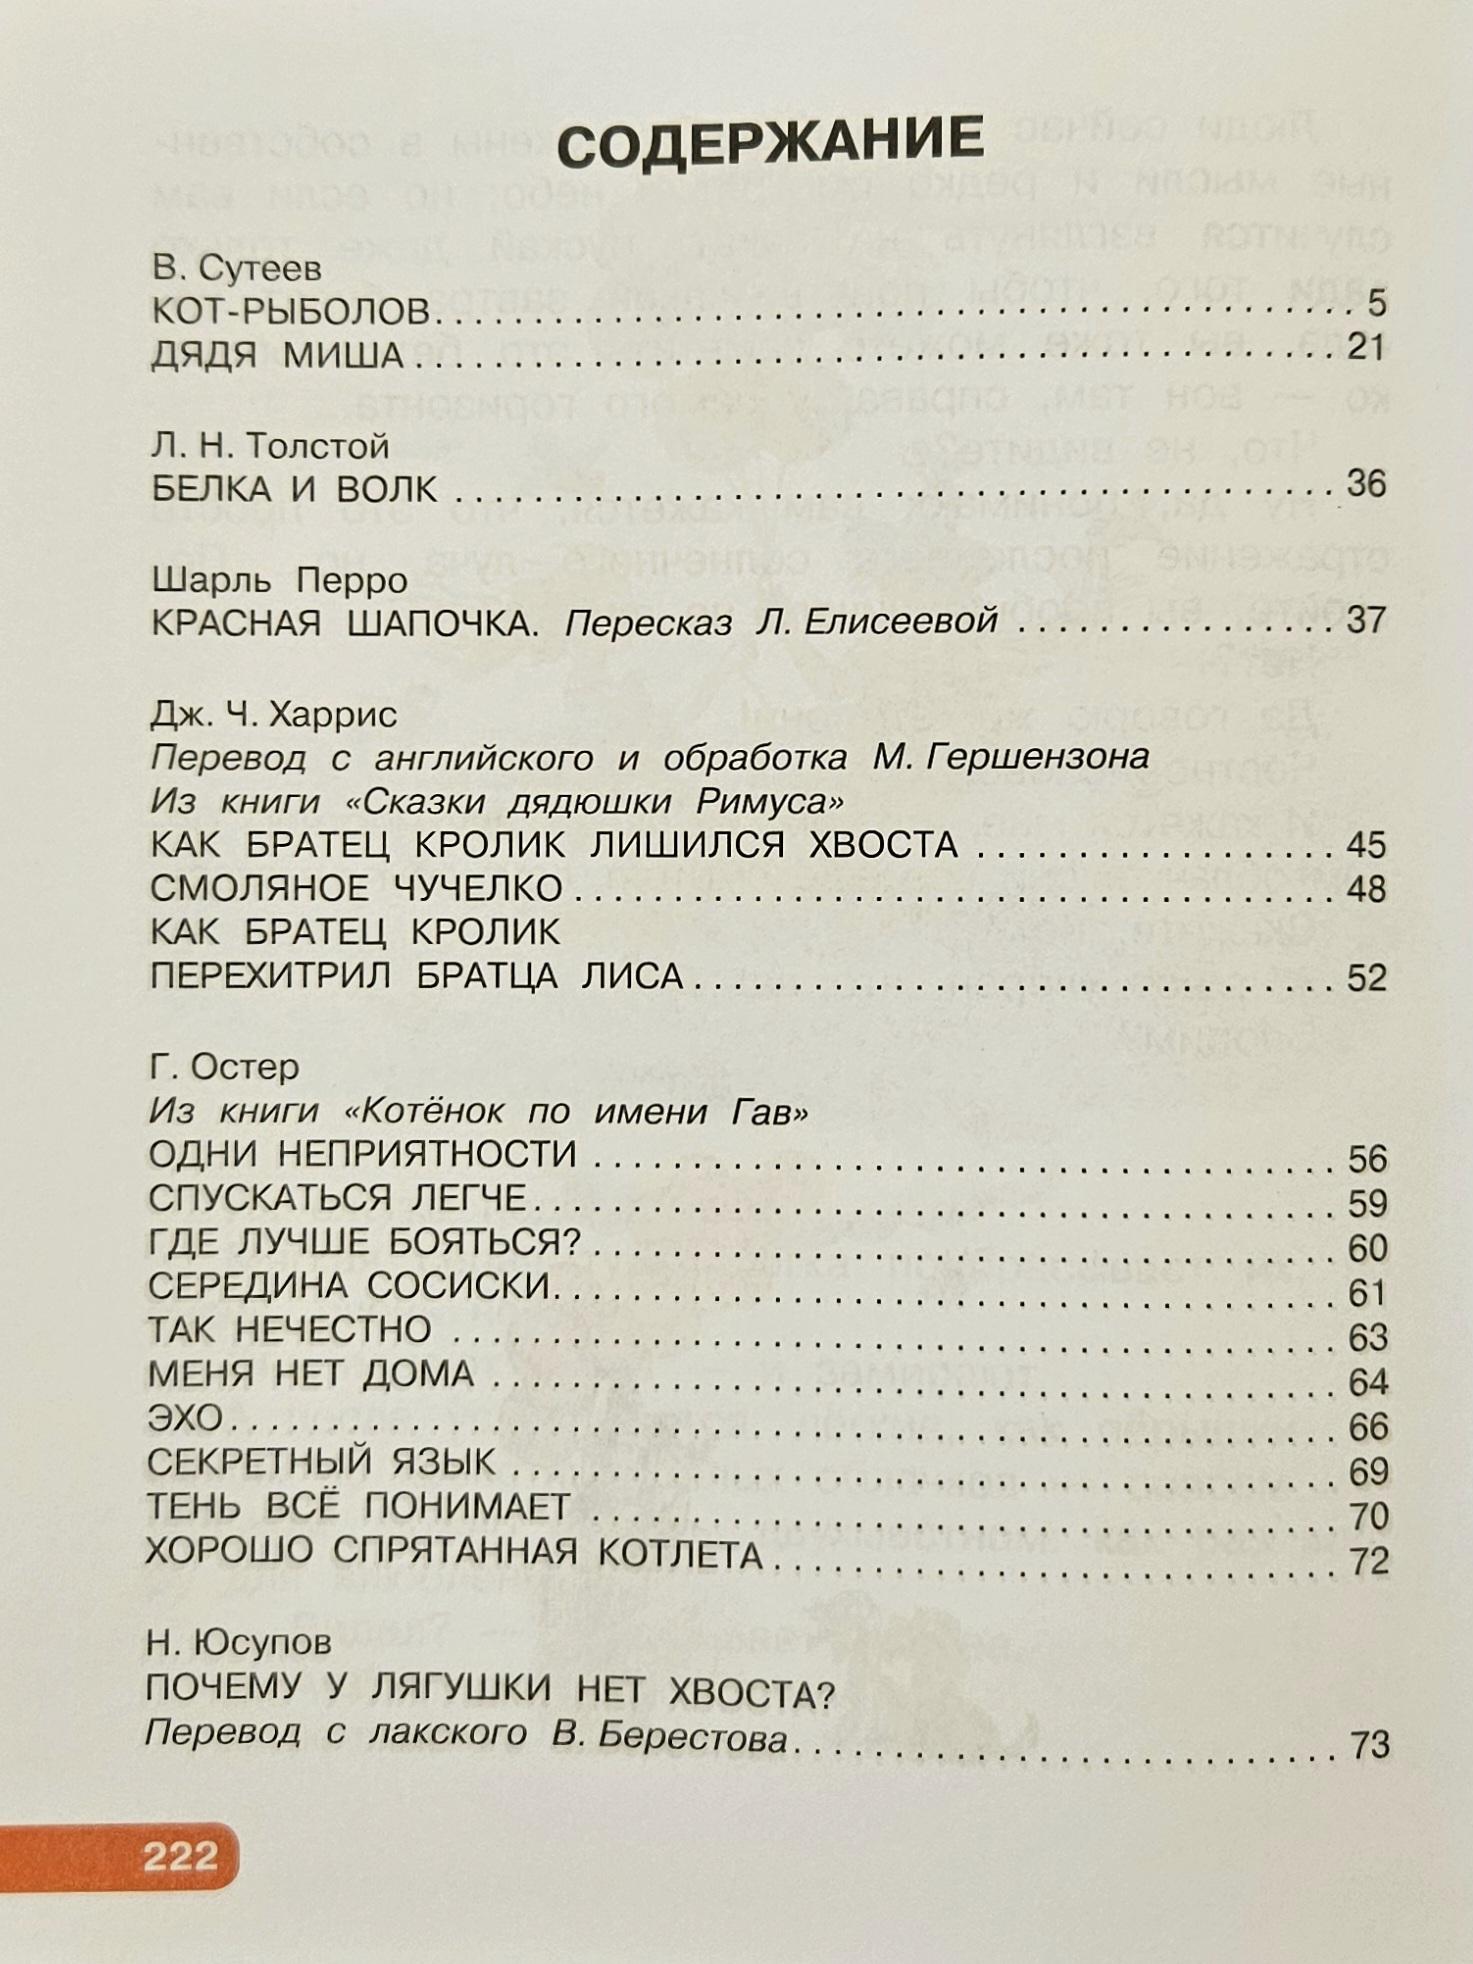 СОДЕРЖАНИЕ
В. Сутеев
КОТ-РЫБОЛОВ. . . . . . . . . . . . . . . . . . . . . . . . . . . . . . . . . . . . . . . . . . . . . . 5
ДЯДЯ МИША . . . . . . . . . . . . . . . . . . . . . . . . . . . . . . . . . . . . . . . . . . . . . . 21
Л. Н. Толстой
БЕЛКА И ВОЛК . . . . . . . . . . . . . . . . . . . . . . . . . . . . . . . . . . . . . . . . . . . . 36
Шарль Перро
КРАСНАЯ ШАПОЧКА. Пересказ Л. Елисеевой . . . . . . . . . . . . . . . . 37
Дж. Ч. Харрис
Перевод с английского и обработка М. Гершензона
Из книги «Сказки дядюшки Римуса»
КАК БРАТЕЦ КРОЛИК ЛИШИЛСЯ ХВОСТА . . . . . . . . . . . . . . . . . . 45
СМОЛЯНОЕ ЧУЧЕЛКО . . . . . . . . . . . . . . . . . . . . . . . . . . . . . . . . . . . . . . 48
КАК БРАТЕЦ КРОЛИК
ПЕРЕХИТРИЛ БРАТЦА ЛИСА . . . . . . . . . . . . . . . . . . . . . . . . . . . . . . . . 52
Г. Остер
Из книги «Котёнок по имени Гав»
ОДНИ НЕПРИЯТНОСТИ . . . . . . . . . . . . . . . . . . . . . . . . . . . . . . . . . . . . . 56
СПУСКАТЬСЯ ЛЕГЧЕ. . . . . . . . . . . . . . . . . . . . . . . . . . . . . . . . . . . . . . . . 59
ГДЕ ЛУЧШЕ БОЯТЬСЯ? . . . . . . . . . . . . . . . . . . . . . . . . . . . . . . . . . . . . . 60
СЕРЕДИНА СОСИСКИ. . . . . . . . . . . . . . . . . . . . . . . . . . . . . . . . . . . . . . . 61
ТАК НЕЧЕСТНО . . . . . . . . . . . . . . . . . . . . . . . . . . . . . . . . . . . . . . . . . . . . 63
МЕНЯ НЕТ ДОМА . . . . . . . . . . . . . . . . . . . . . . . . . . . . . . . . . . . . . . . . . . 64
ЭХО. . . . . . . . . . . . . . . . . . . . . . . . . . . . . . . . . . . . . . . . . . . . . . . . . . . . . . . 66
СЕКРЕТНЫЙ ЯЗЫК . . . . . . . . . . . . . . . . . . . . . . . . . . . . . . . . . . . . . . . . . 69
ТЕНЬ ВСЁ ПОНИМАЕТ . . . . . . . . . . . . . . . . . . . . . . . . . . . . . . . . . . . . . 70
ХОРОШО СПРЯТАННАЯ КОТЛЕТА . . . . . . . . . . . . . . . . . . . . . . . . . . . . 72
Н. Юсупов
ПОЧЕМУ У ЛЯГУШКИ НЕТ ХВОСТА?
Перевод с лакского В. Берестова. . . . . . . . . . . . . . . . . . . . . . . . . . . 73
222